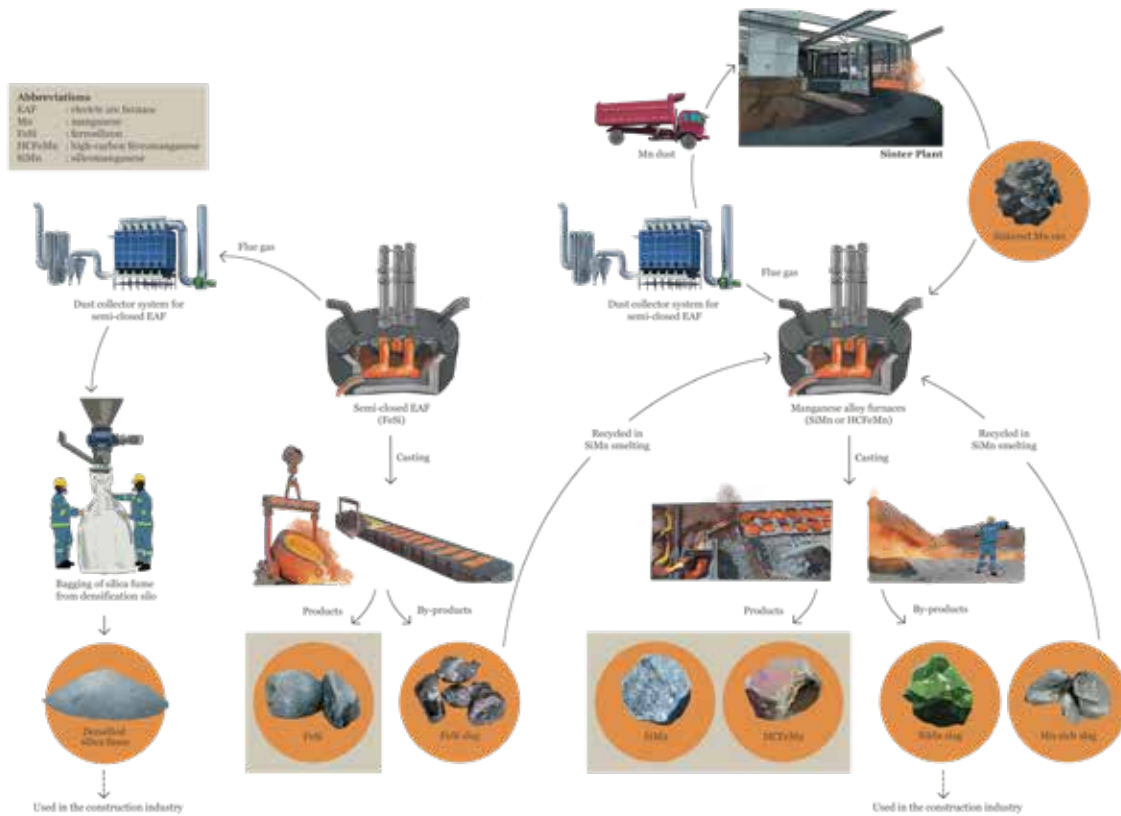 Abbreviations
EAF : electric arc furnace
Mn : manganese
FeSi : ferrosilicon
HCFeMn : high-carbon ferromanganese
SiMn : silicomanganese
Mn dust
Sinter Plant
Sintered Mn ore
Flue gas
Dust collector system for
semi-closed EAF
Flue gas
Dust collector system for
semi-closed EAF
Semi-closed EAF
(FeSi)
Manganese alloy furnaces
(SiMn or HCFeMn)
Recycled in
SiMn smelting
Recycled in
SiMn smelting
Casting
Casting
Bagging of silica fume
from densification silo
Products
By-products
Products
By-products
Densified
silica fume
FeSi
FeSi slag
SiMn
HCFeMn
SiMn slag
Mn-rich slag
Used in the construction industry
Used in the construction industry